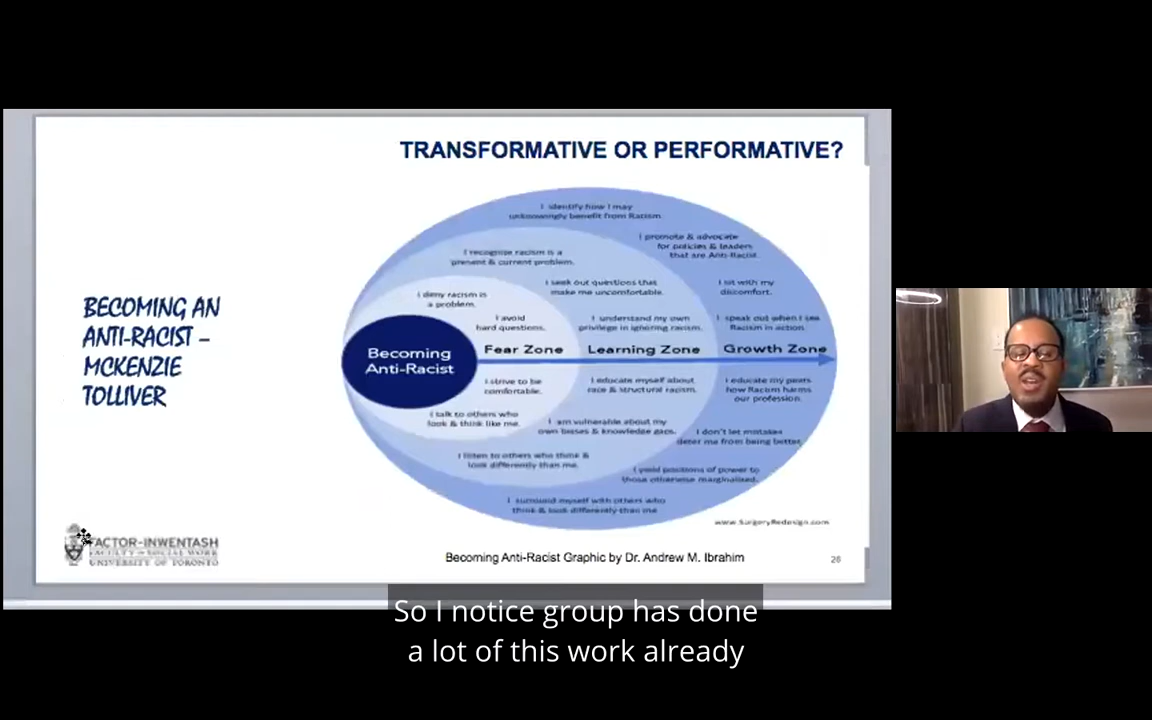 TRANSFORMATIVE OR PERFORMATIVE?
BECOMING AN
ANTI-RACIST –
MCKENZIE
TOLLIVER
I identify how I may
unknowingly benefit from Racism.
I promote & advocate
for policies & leaders
that are Anti-Racist.
I recognize racism is a
present & current problem.
I seek out questions that
make me uncomfortable.
I sit with my
discomfort.
I deny racism is
a problem.
I avoid
hard questions.
I understand my own
privilege in ignoring racism.
I speak out when I see
Racism in action.
Becoming
Anti-Racist
Fear Zone
Learning Zone
Growth Zone
I strive to be
comfortable.
I educate myself about
race & structural racism.
I educate my peers
how Racism harms
our profession.
I talk to others who
look & think like me.
I am vulnerable about my
own biases & knowledge gaps.
I don't let mistakes
deter me from being better.
I listen to others who think &
look differently than me.
I yield positions of power to
those otherwise marginalized.
I surround myself with others who
think & look differently than me
www.SurgeryRedesign.com
FACTOR-INWENTASH
FACULTY OF SOCIAL WORK
UNIVERSITY OF TORONTO
Becoming Anti-Racist Graphic by Dr. Andrew M. Ibrahim
26
So I notice group has done
a lot of this work already